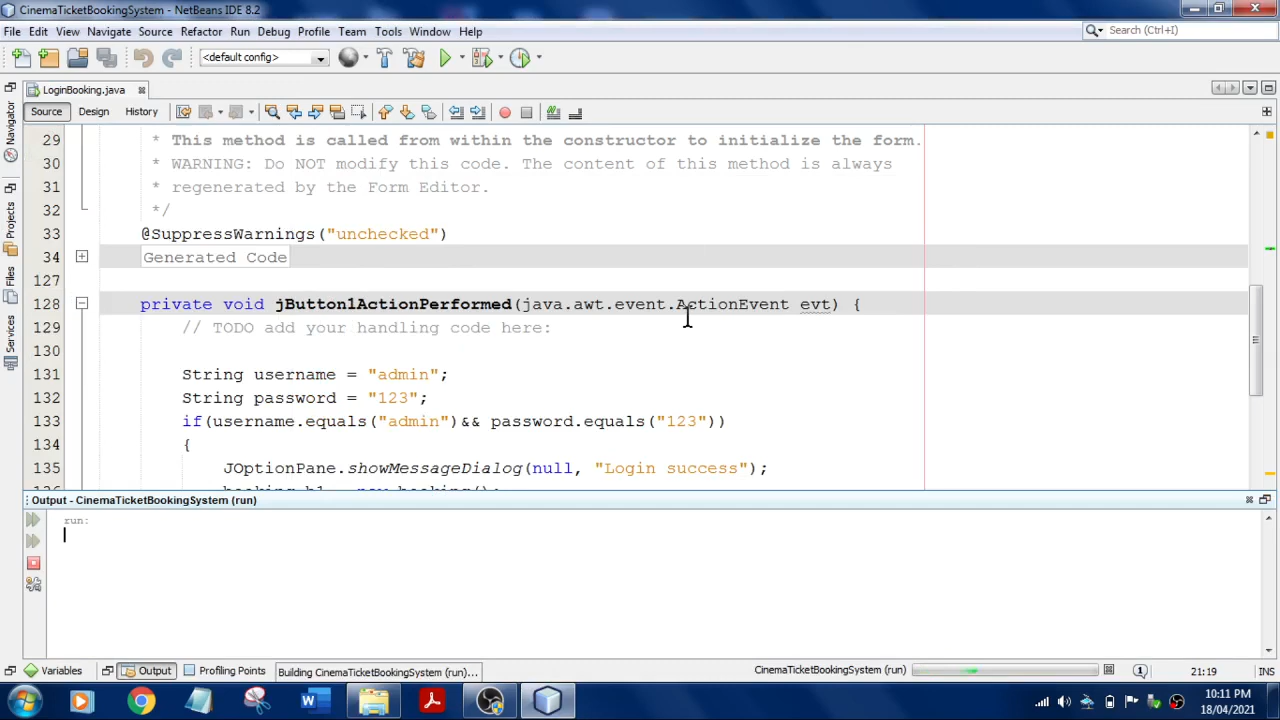 CinemaTicketBookingSystem - NetBeans IDE 8.2
File Edit View Navigate Source Refactor Run Debug Profile Team Tools Window Help
Search (Ctrl+I)
<default config>
LoginBooking.java
Source Design History
Navigator
Projects
Files
Services
29 * This method is called from within the constructor to initialize the form.
30 * WARNING: Do NOT modify this code. The content of this method is always
31 * regenerated by the Form Editor.
32 */
33 @SuppressWarnings("unchecked")
34 Generated Code
127
128 private void jButton1ActionPerformed(java.awt.event.ActionEvent evt) {
129 // TODO add your handling code here:
130
131 String username = "admin";
132 String password = "123";
133 if(username.equals("admin")&& password.equals("123"))
134 {
135 JOptionPane.showMessageDialog(null, "Login success");
Output - CinemaTicketBookingSystem (run)
run:
Variables Output Profiling Points Building CinemaTicketBookingSystem (run)... CinemaTicketBookingSystem (run) 21:19
10:11 PM
18/04/2021